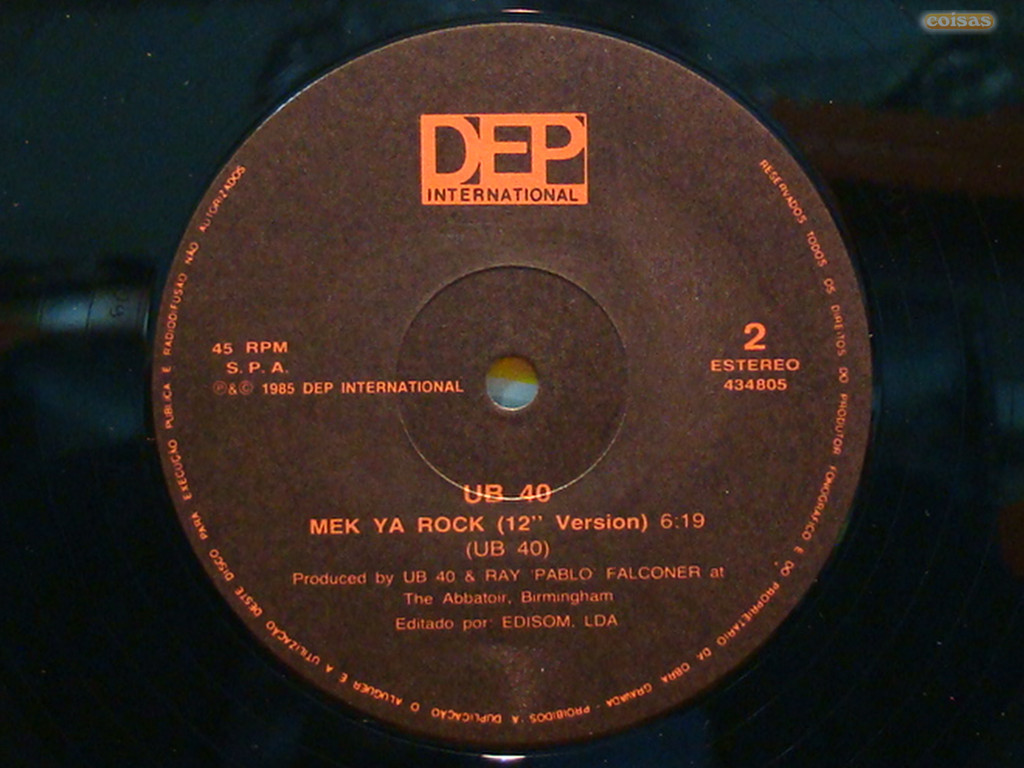 coisas
DEP
INTERNATIONAL
45 RPM
S. P. A.
℗&© 1985 DEP INTERNATIONAL
2
ESTEREO
434805
UB 40
MEK YA ROCK (12" Version) 6:19
(UB 40)
Produced by UB 40 & RAY 'PABLO' FALCONER at
The Abbatoir, Birmingham
Editado por: EDISOM, LDA
RESERVADOS TODOS OS DIREITOS DO PRODUTOR FONOGRÁFICO E DO PROPRIETÁRIO DA OBRA GRAVADA - PROIBIDOS A DUPLICAÇÃO O ALUGUER E A UTILIZAÇÃO DESTE DISCO PARA EXECUÇÃO PÚBLICA E RADIODIFUSÃO NÃO AUTORIZADOS